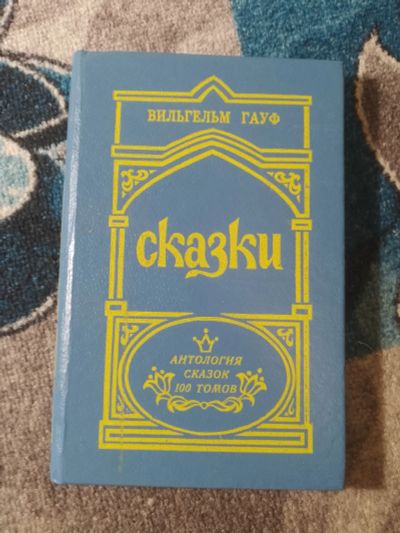 ВИЛЬГЕЛЬМ ГАУФ
Сказки
АНТОЛОГИЯ
СКАЗОК
100 ТОМОВ